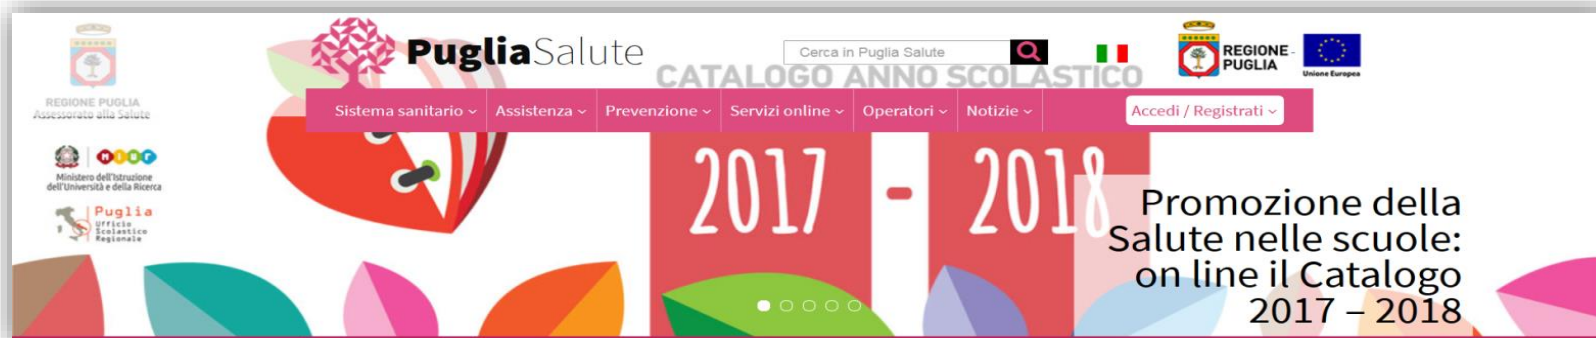 REGIONE PUGLIA
Assessorato alla Salute
MIUR
Ministero dell'Istruzione
dell'Università e della Ricerca
Puglia
Ufficio
Scolastico
Regionale
PugliaSalute
Cerca in Puglia Salute
REGIONE
PUGLIA
Unione Europea
CATALOGO ANNO SCOLASTICO
Sistema sanitario Assistenza Prevenzione Servizi online Operatori Notizie Accedi / Registrati
2017 - 2018
Promozione della
Salute nelle scuole:
on line il Catalogo
2017 – 2018